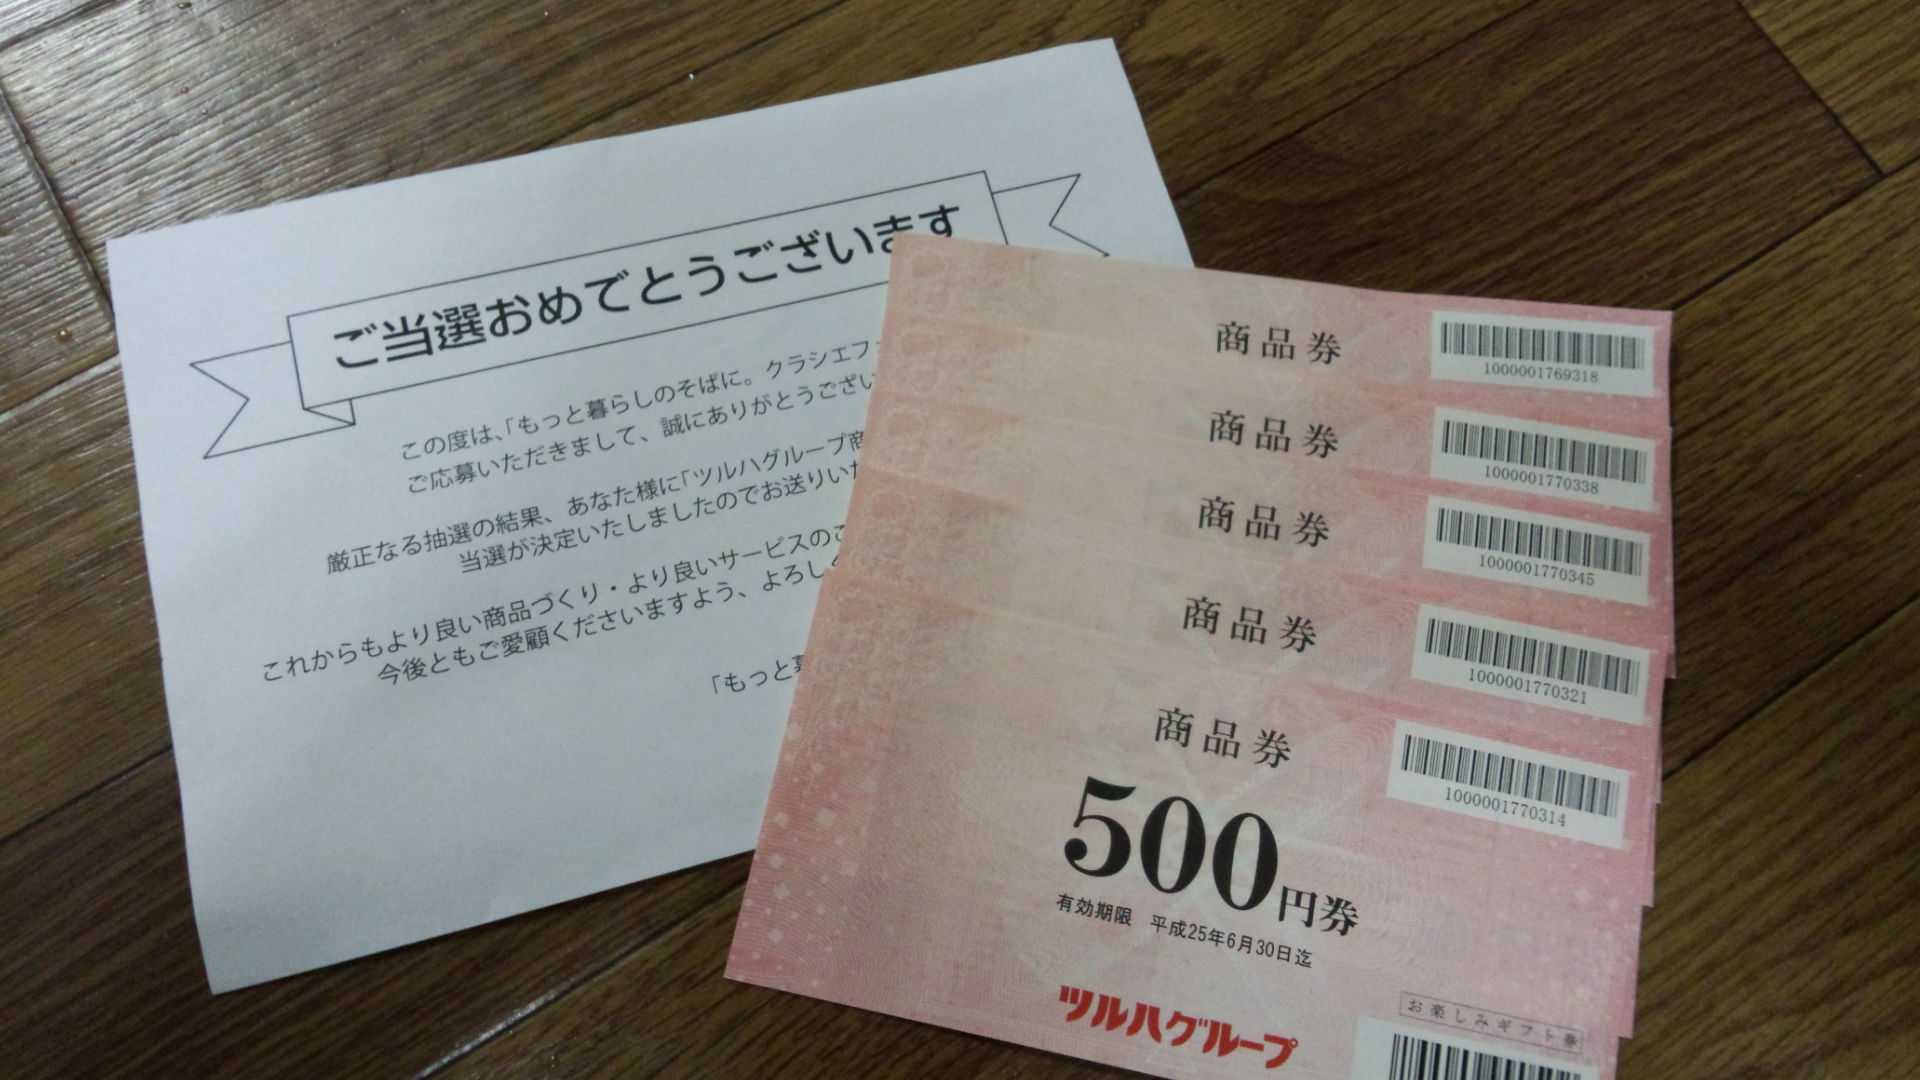 ご当選おめでとうございます
この度は、「もっと暮らしのそばに。クラシエフ
ご応募いただきまして、誠にありがとうござい
厳正なる抽選の結果、あなた様に「ツルハグループ商
当選が決定いたしましたのでお送りいた
これからもより良い商品づくり・より良いサービスのご
今後ともご愛顧くださいますよう、よろしく
「もっと暮
商品券
1000001769318
商品券
1000001770338
商品券
1000001770345
商品券
1000001770321
商品券
1000001770314
500円券
有効期限 平成25年6月30日迄
ツルハグループ
お楽しみギフト券